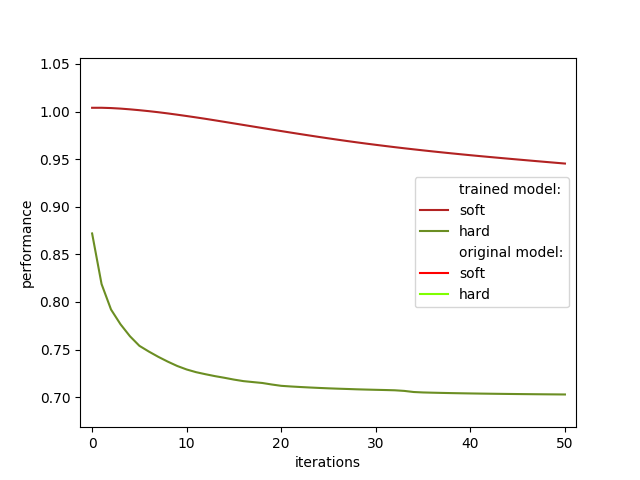 1.05
1.00
0.95
0.90
0.85
0.80
0.75
0.70
performance
trained model:
soft
hard
original model:
soft
hard
0 10 20 30 40 50
iterations